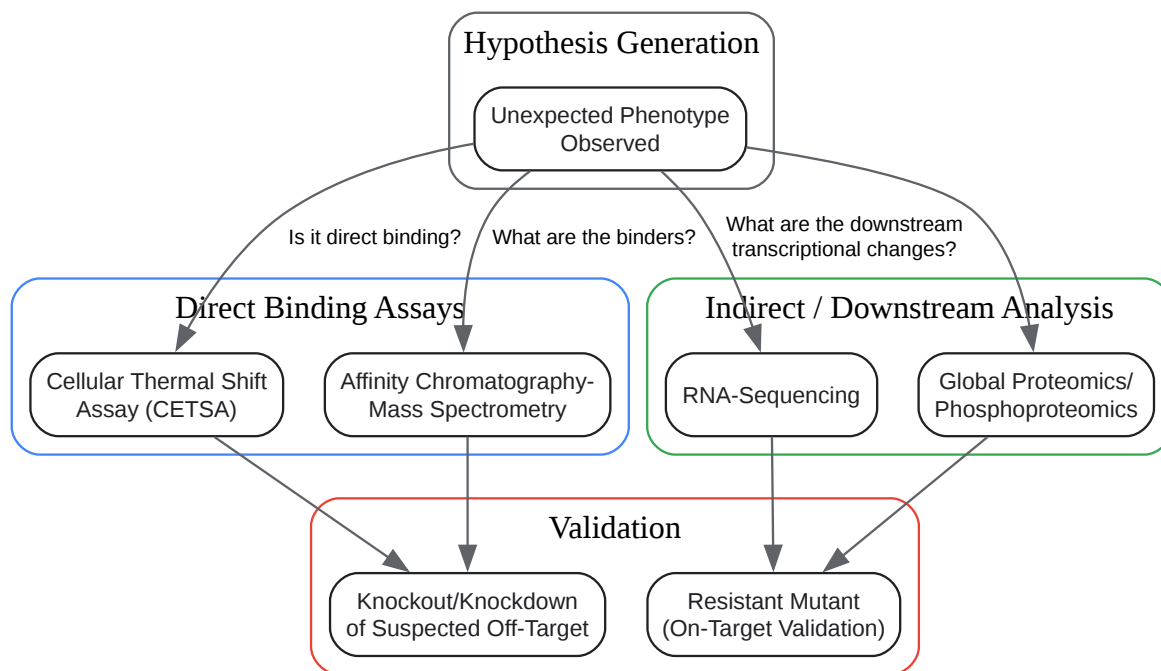 Hypothesis Generation
Unexpected Phenotype
Observed
Is it direct binding?
What are the binders?
What are the downstream
transcriptional changes?
Direct Binding Assays
Indirect / Downstream Analysis
Cellular Thermal Shift
Assay (CETSA)
Affinity Chromatography-
Mass Spectrometry
RNA-Sequencing
Global Proteomics/
Phosphoproteomics
Validation
Knockout/Knockdown
of Suspected Off-Target
Resistant Mutant
(On-Target Validation)